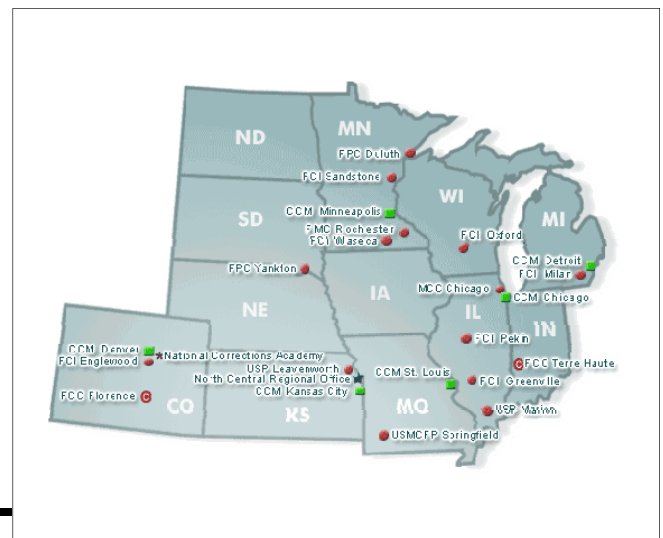 ND
MN
FPC Duluth
FCI Sandstone
WI
SD
CCM Minneapolis
MI
FMC Rochester
FCI Waseca
FCI Oxford
CCM Detroit
FCI Milan
FPC Yankton
MCC Chicago
CCM Chicago
IA
NE
IL
IN
FCI Pekin
CCM Denver
National Corrections Academy
FCI Englewood
USP Leavenworth
North Central Regional Office
CCM Kansas City
CCM St. Louis
FCC Terre Haute
FCI Greenville
C
FCC Florence
C
CO
KS
MO
USP Marion
USMCFP Springfield